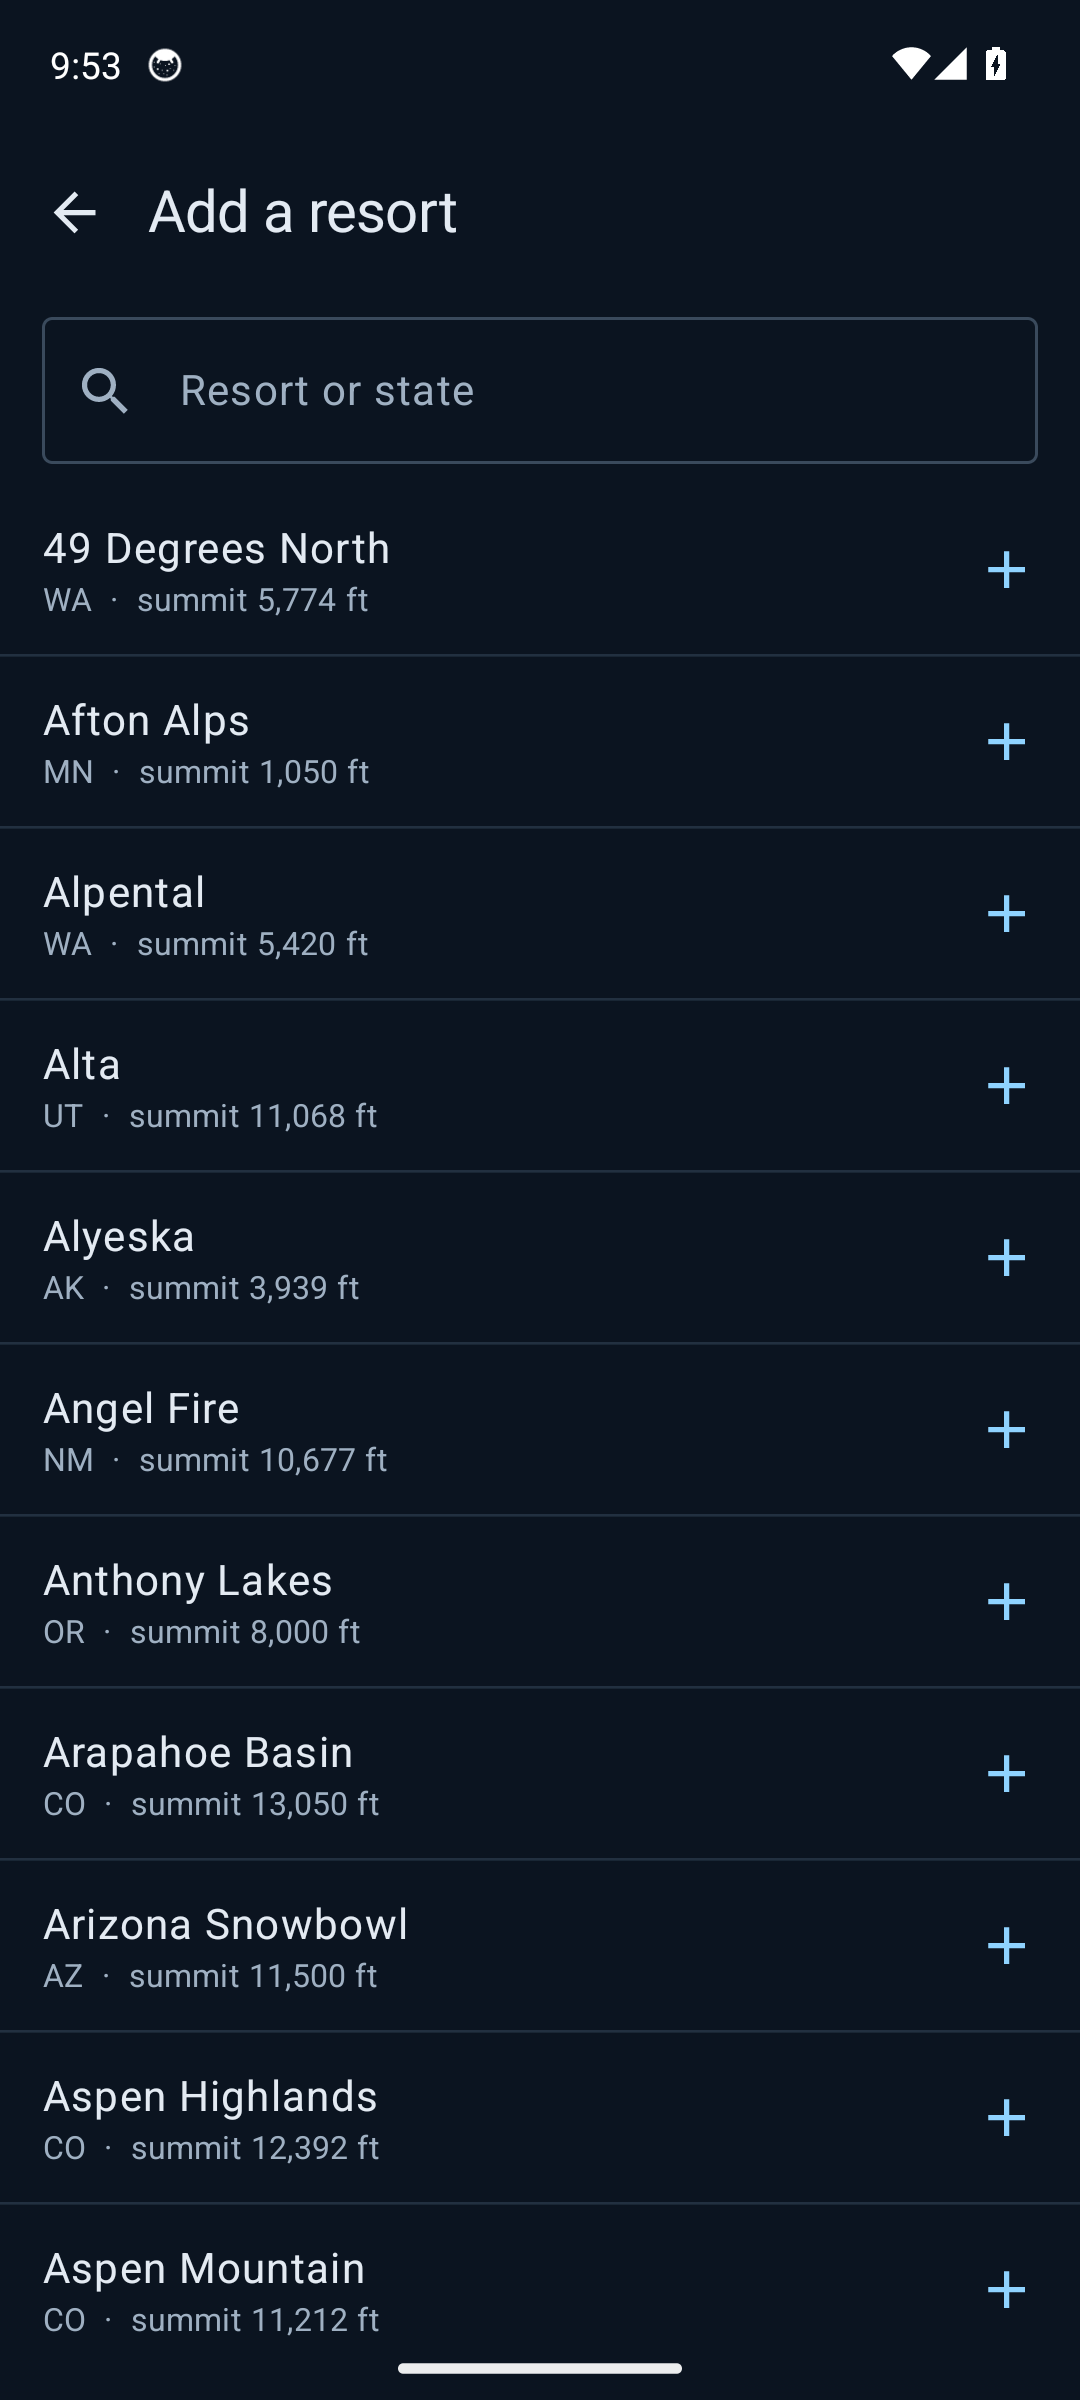 9:53
Add a resort
Resort or state
49 Degrees North
WA · summit 5,774 ft
Afton Alps
MN · summit 1,050 ft
Alpental
WA · summit 5,420 ft
Alta
UT · summit 11,068 ft
Alyeska
AK · summit 3,939 ft
Angel Fire
NM · summit 10,677 ft
Anthony Lakes
OR · summit 8,000 ft
Arapahoe Basin
CO · summit 13,050 ft
Arizona Snowbowl
AZ · summit 11,500 ft
Aspen Highlands
CO · summit 12,392 ft
Aspen Mountain
CO · summit 11,212 ft